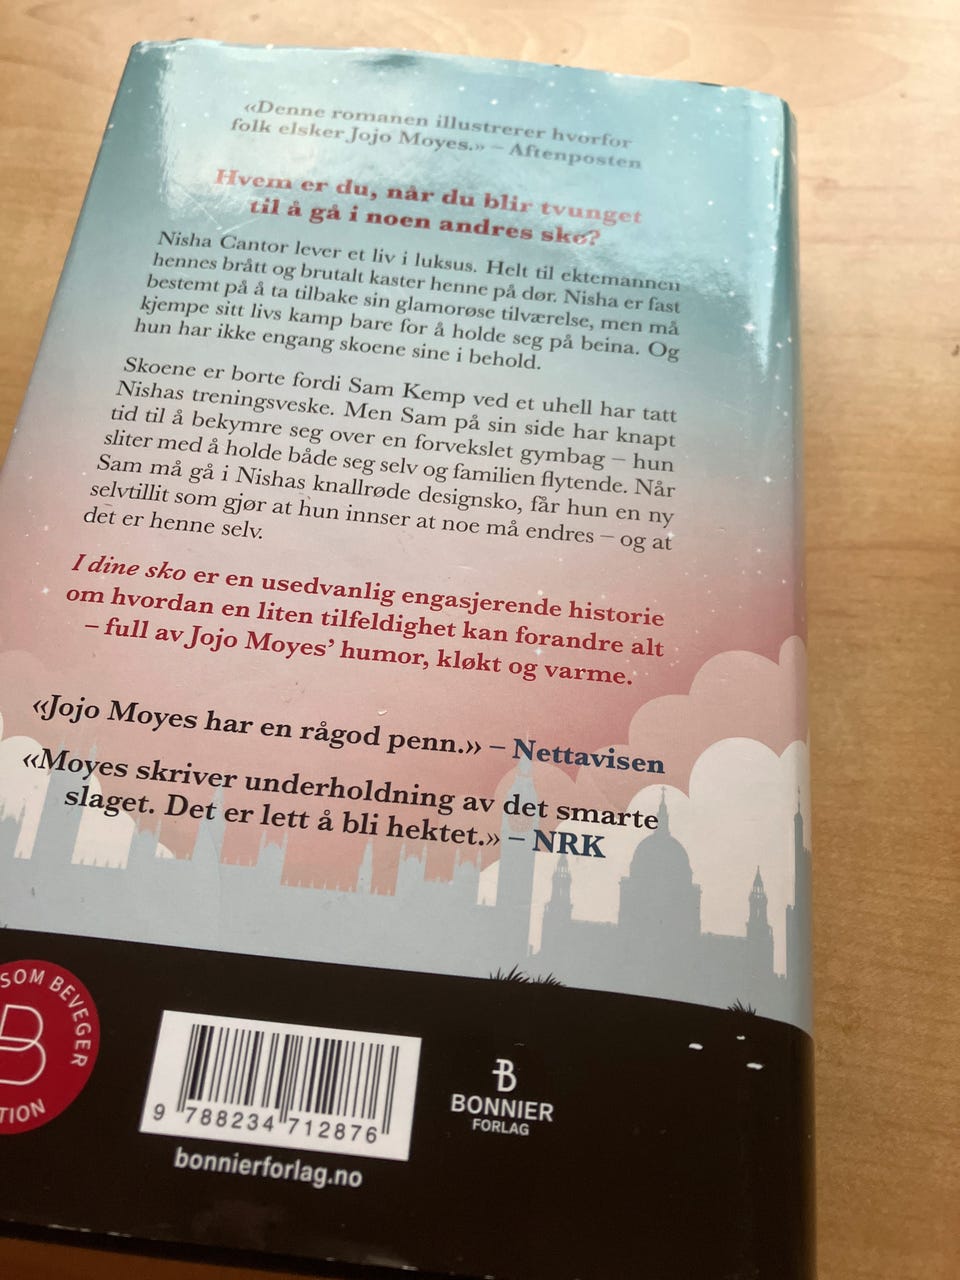 «Denne romanen illustrerer hvorfor
folk elsker Jojo Moyes.» – Aftenposten
Hvem er du, når du blir tvunget
til å gå i noen andres sko?
Nisha Cantor lever et liv i luksus. Helt til ektemannen
hennes brått og brutalt kaster henne på dør. Nisha er fast
bestemt på å ta tilbake sin glamorøse tilværelse, men må
kjempe sitt livs kamp bare for å holde seg på beina. Og
hun har ikke engang skoene sine i behold.
Skoene er borte fordi Sam Kemp ved et uhell har tatt
Nishas treningsveske. Men Sam på sin side har knapt
tid til å bekymre seg over en forvekslet gymbag – hun
sliter med å holde både seg selv og familien flytende. Når
Sam må gå i Nishas knallrøde designsko, får hun en ny
selvtillit som gjør at hun innser at noe må endres – og at
det er henne selv.
I dine sko er en usedvanlig engasjerende historie
om hvordan en liten tilfeldighet kan forandre alt
– full av Jojo Moyes’ humor, kløkt og varme.
«Jojo Moyes har en rågod penn.» – Nettavisen
«Moyes skriver underholdning av det smarte
slaget. Det er lett å bli hektet.» – NRK
SOM BEVEGER
B
TION
9 788234 712876
bonnierforlag.no
B
BONNIER
FORLAG